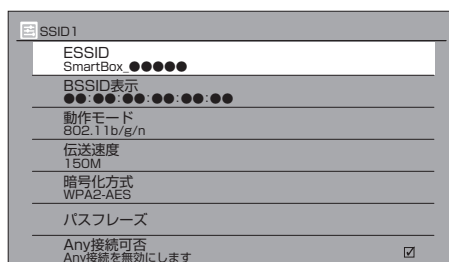 SSID1
ESSID
SmartBox_●●●●●
BSSID表示
●●:●●:●●:●●:●●:●●
動作モード
802.11b/g/n
伝送速度
150M
暗号化方式
WPA2-AES
パスフレーズ
Any接続可否
Any接続を無効にします